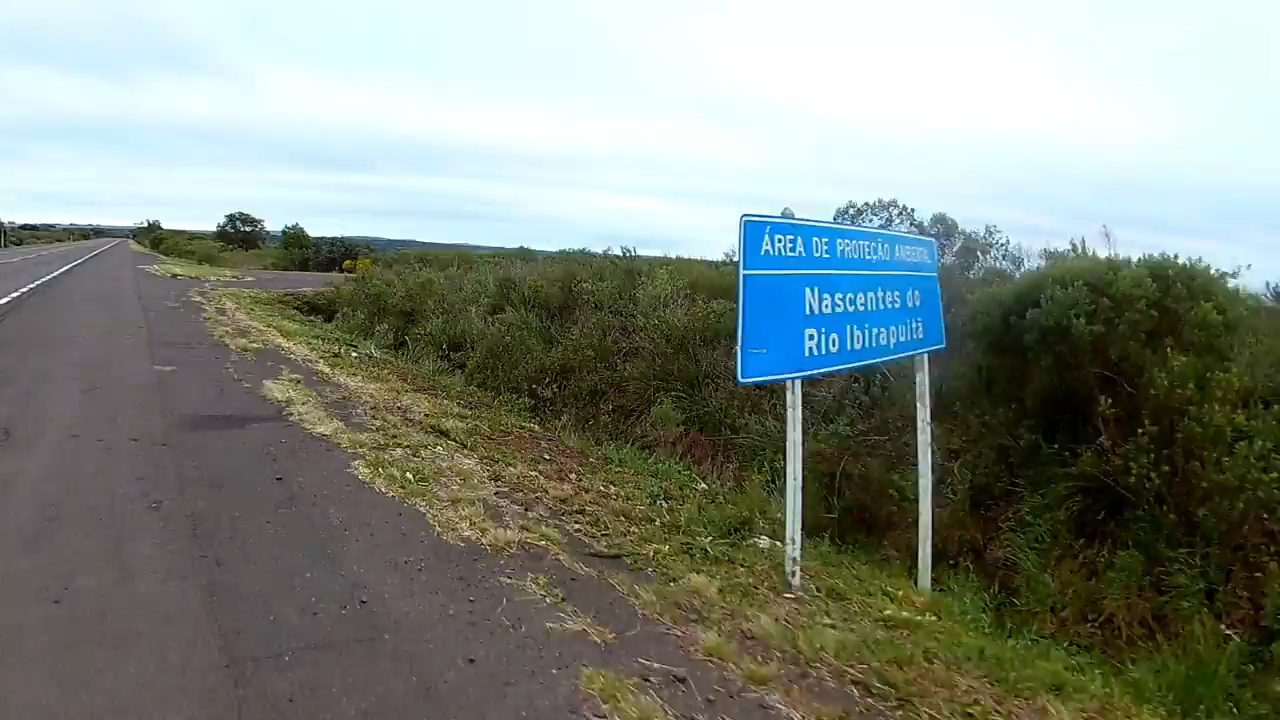 ÁREA DE PROTEÇÃO AMBIENTAL
Nascentes do
Rio Ibirapuitã